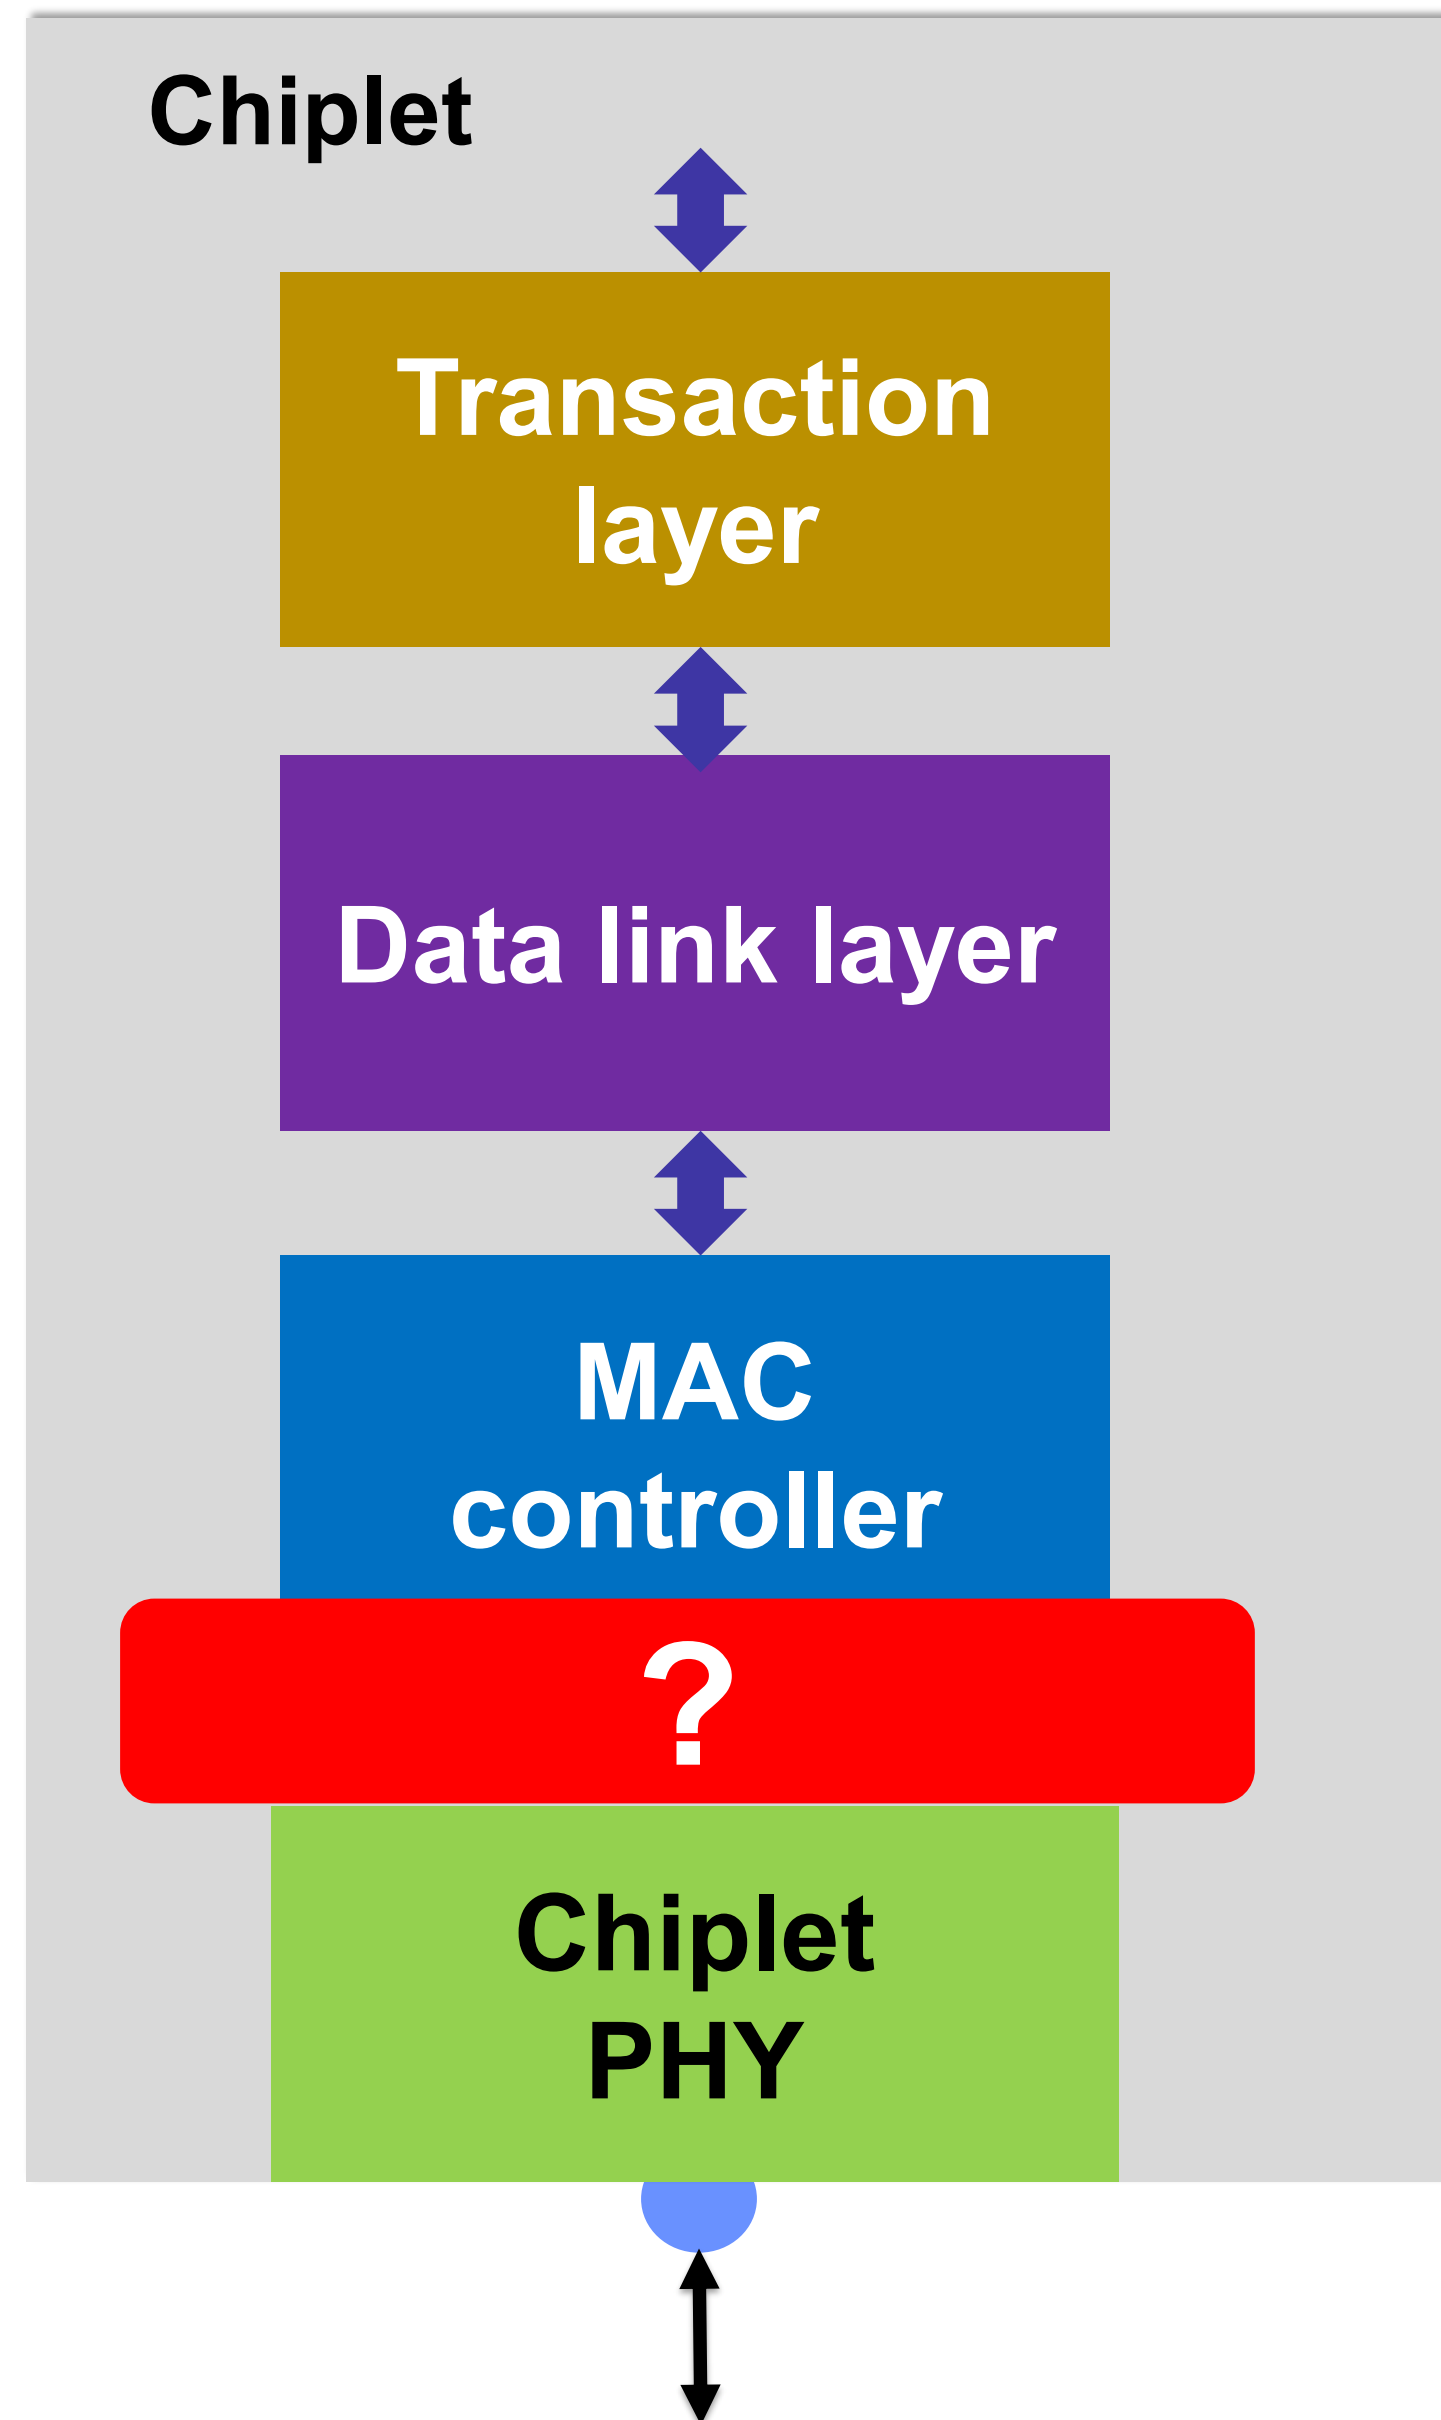 Chiplet
Transaction
layer
Data link layer
MAC
controller
?
Chiplet
PHY